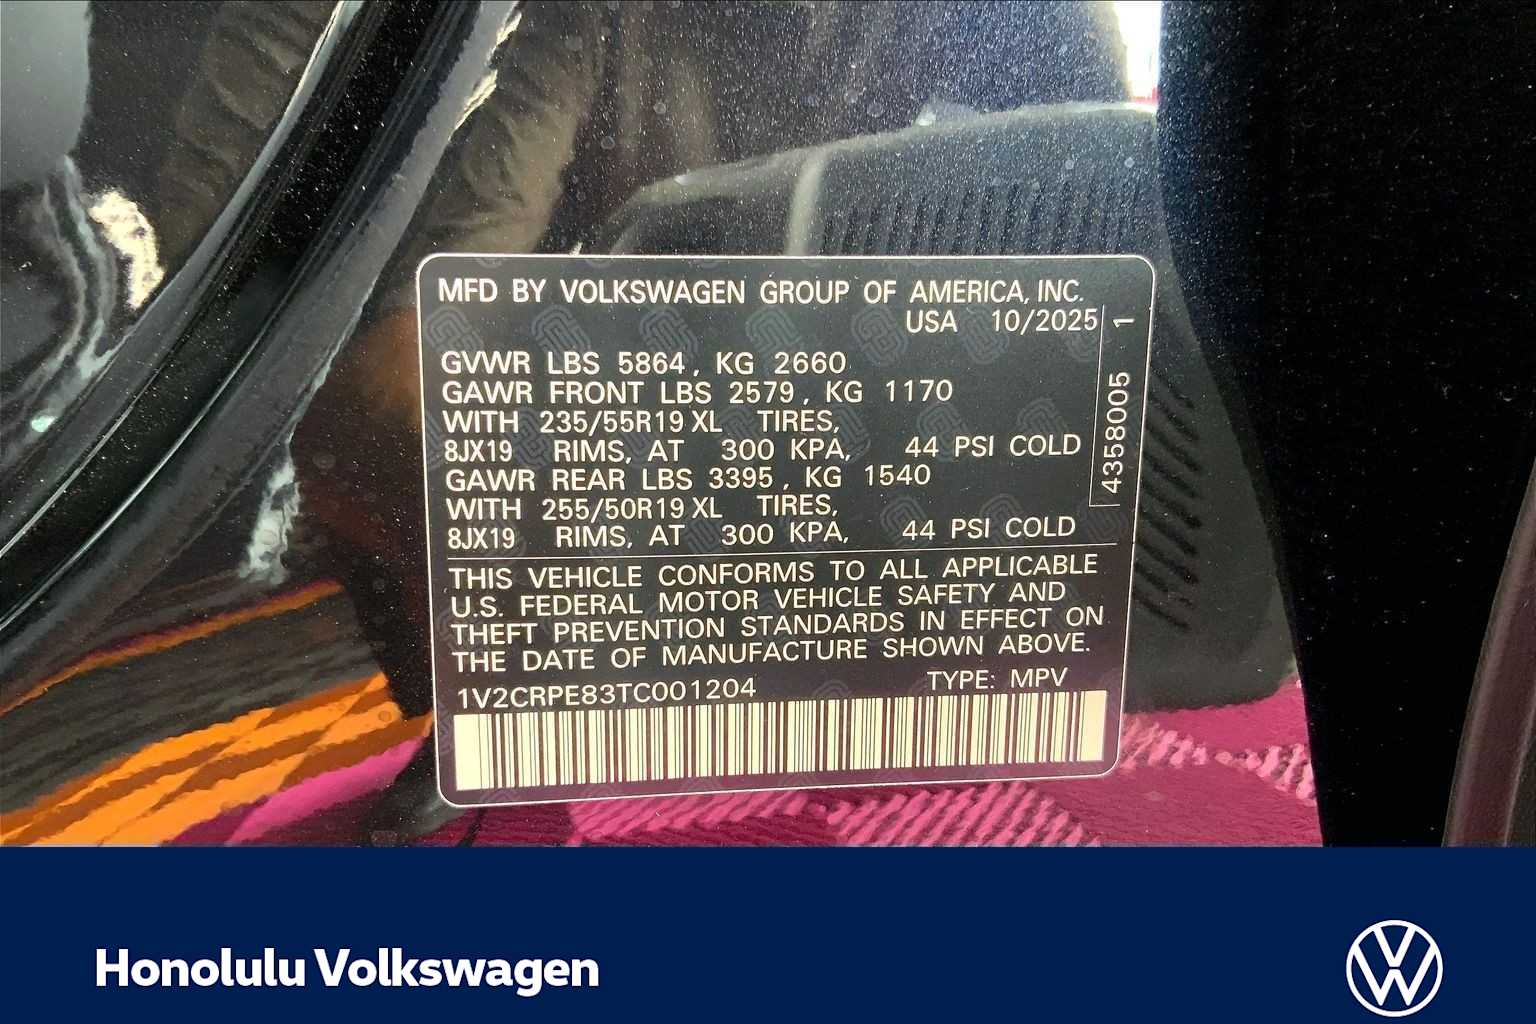 MFD BY VOLKSWAGEN GROUP OF AMERICA, INC.
USA 10/2025
GVWR LBS 5864, KG 2660
GAWR FRONT LBS 2579, KG 1170
WITH 235/55R19 XL TIRES,
8JX19 RIMS, AT 300 KPA, 44 PSI COLD
GAWR REAR LBS 3395, KG 1540
WITH 255/50R19 XL TIRES,
8JX19 RIMS, AT 300 KPA, 44 PSI COLD
4358005 1
THIS VEHICLE CONFORMS TO ALL APPLICABLE
U.S. FEDERAL MOTOR VEHICLE SAFETY AND
THEFT PREVENTION STANDARDS IN EFFECT ON
THE DATE OF MANUFACTURE SHOWN ABOVE.
1V2CRPE83TC001204 TYPE: MPV
Honolulu Volkswagen